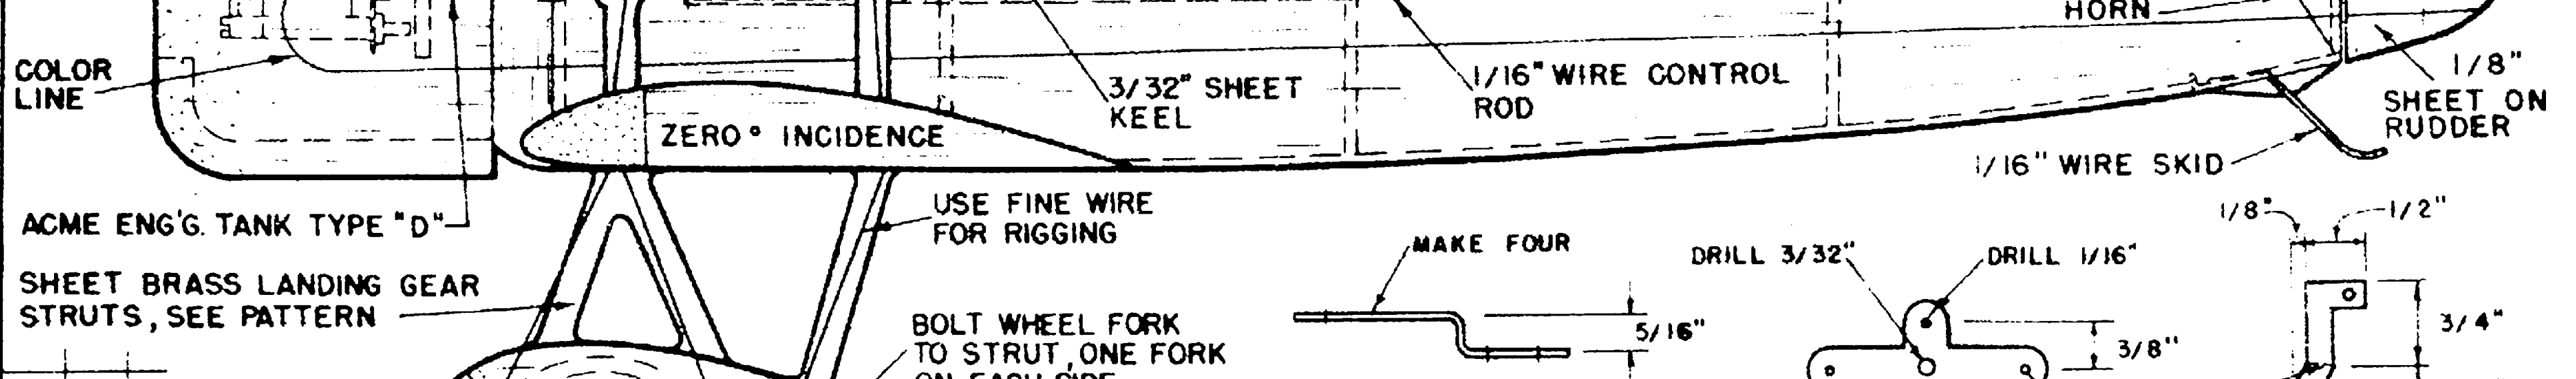 HORN
COLOR
LINE
3/32" SHEET
KEEL
1/16" WIRE CONTROL
ROD
1/8"
SHEET ON
RUDDER
ZERO° INCIDENCE
1/16" WIRE SKID
ACME ENG'G. TANK TYPE "D"
USE FINE WIRE
FOR RIGGING
1/8"
1/2"
MAKE FOUR
DRILL 3/32"
DRILL 1/16"
SHEET BRASS LANDING GEAR
STRUTS, SEE PATTERN
BOLT WHEEL FORK
TO STRUT, ONE FORK
ON EACH SIDE
5/16"
3/8"
3/4"